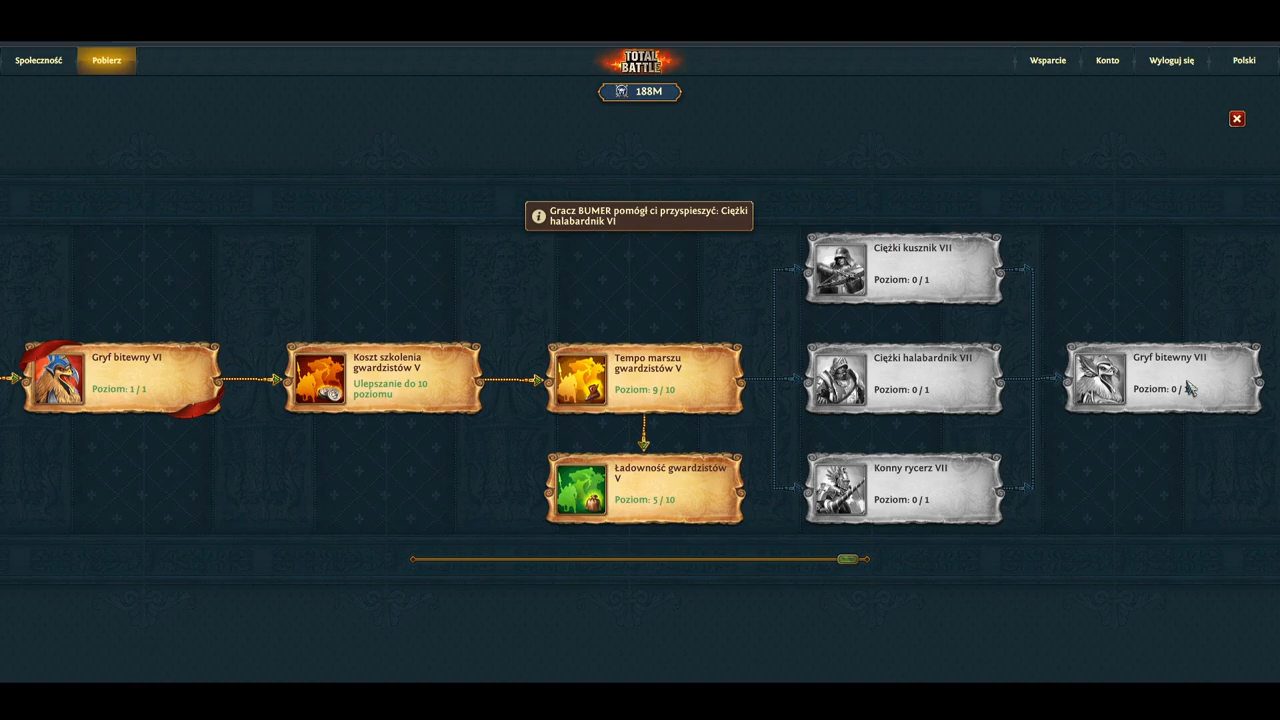 Społeczność
Pobierz
TOTAL
BATTLE
Wsparcie
Konto
Wyloguj się
Polski
188M
Gracz BUMER pomógł ci przyspieszyć: Ciężki
halabardnik VI
Ciężki kusznik VII
Poziom: 0 / 1
Gryf bitewny VI
Poziom: 1 / 1
Koszt szkolenia
gwardzistów V
Ulepszanie do 10
poziomu
Tempo marszu
gwardzistów V
Poziom: 9 / 10
Ciężki halabardnik VII
Poziom: 0 / 1
Gryf bitewny VII
Poziom: 0 /
Ładowność gwardzistów
V
Poziom: 5 / 10
Konny rycerz VII
Poziom: 0 / 1